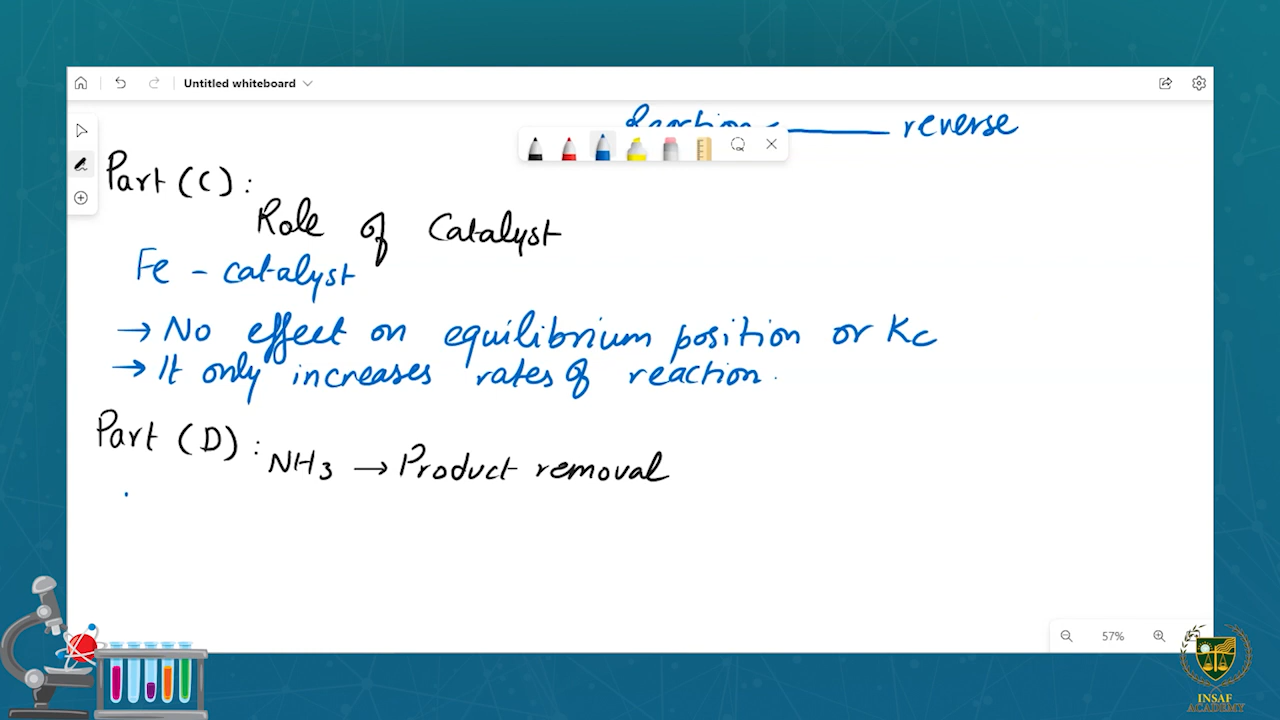 Untitled whiteboard
reverse
Part (C):
Role of Catalyst
Fe - catalyst
→ No effect on equilibrium position or Kc
→ It only increases rates of reaction.
Part (D):
NH3 → Product removal
57%
INSAF
ACADEMY